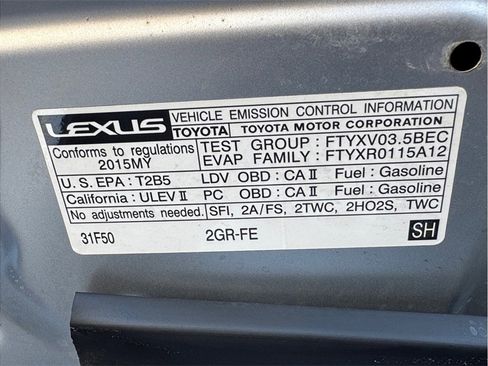 LEXUS VEHICLE EMISSION CONTROL INFORMATION
TOYOTA TOYOTA MOTOR CORPORATION
Conforms to regulations
2015MY
TEST GROUP : FTYXV03.5BEC
EVAP FAMILY : FTYXR0115A12
U.S. EPA : T2B5 LDV OBD : CA II Fuel : Gasoline
California : ULEV II PC OBD : CA II Fuel : Gasoline
No adjustments needed. SFI, 2A/FS, 2TWC, 2HO2S, TWC
31F50 2GR-FE SH